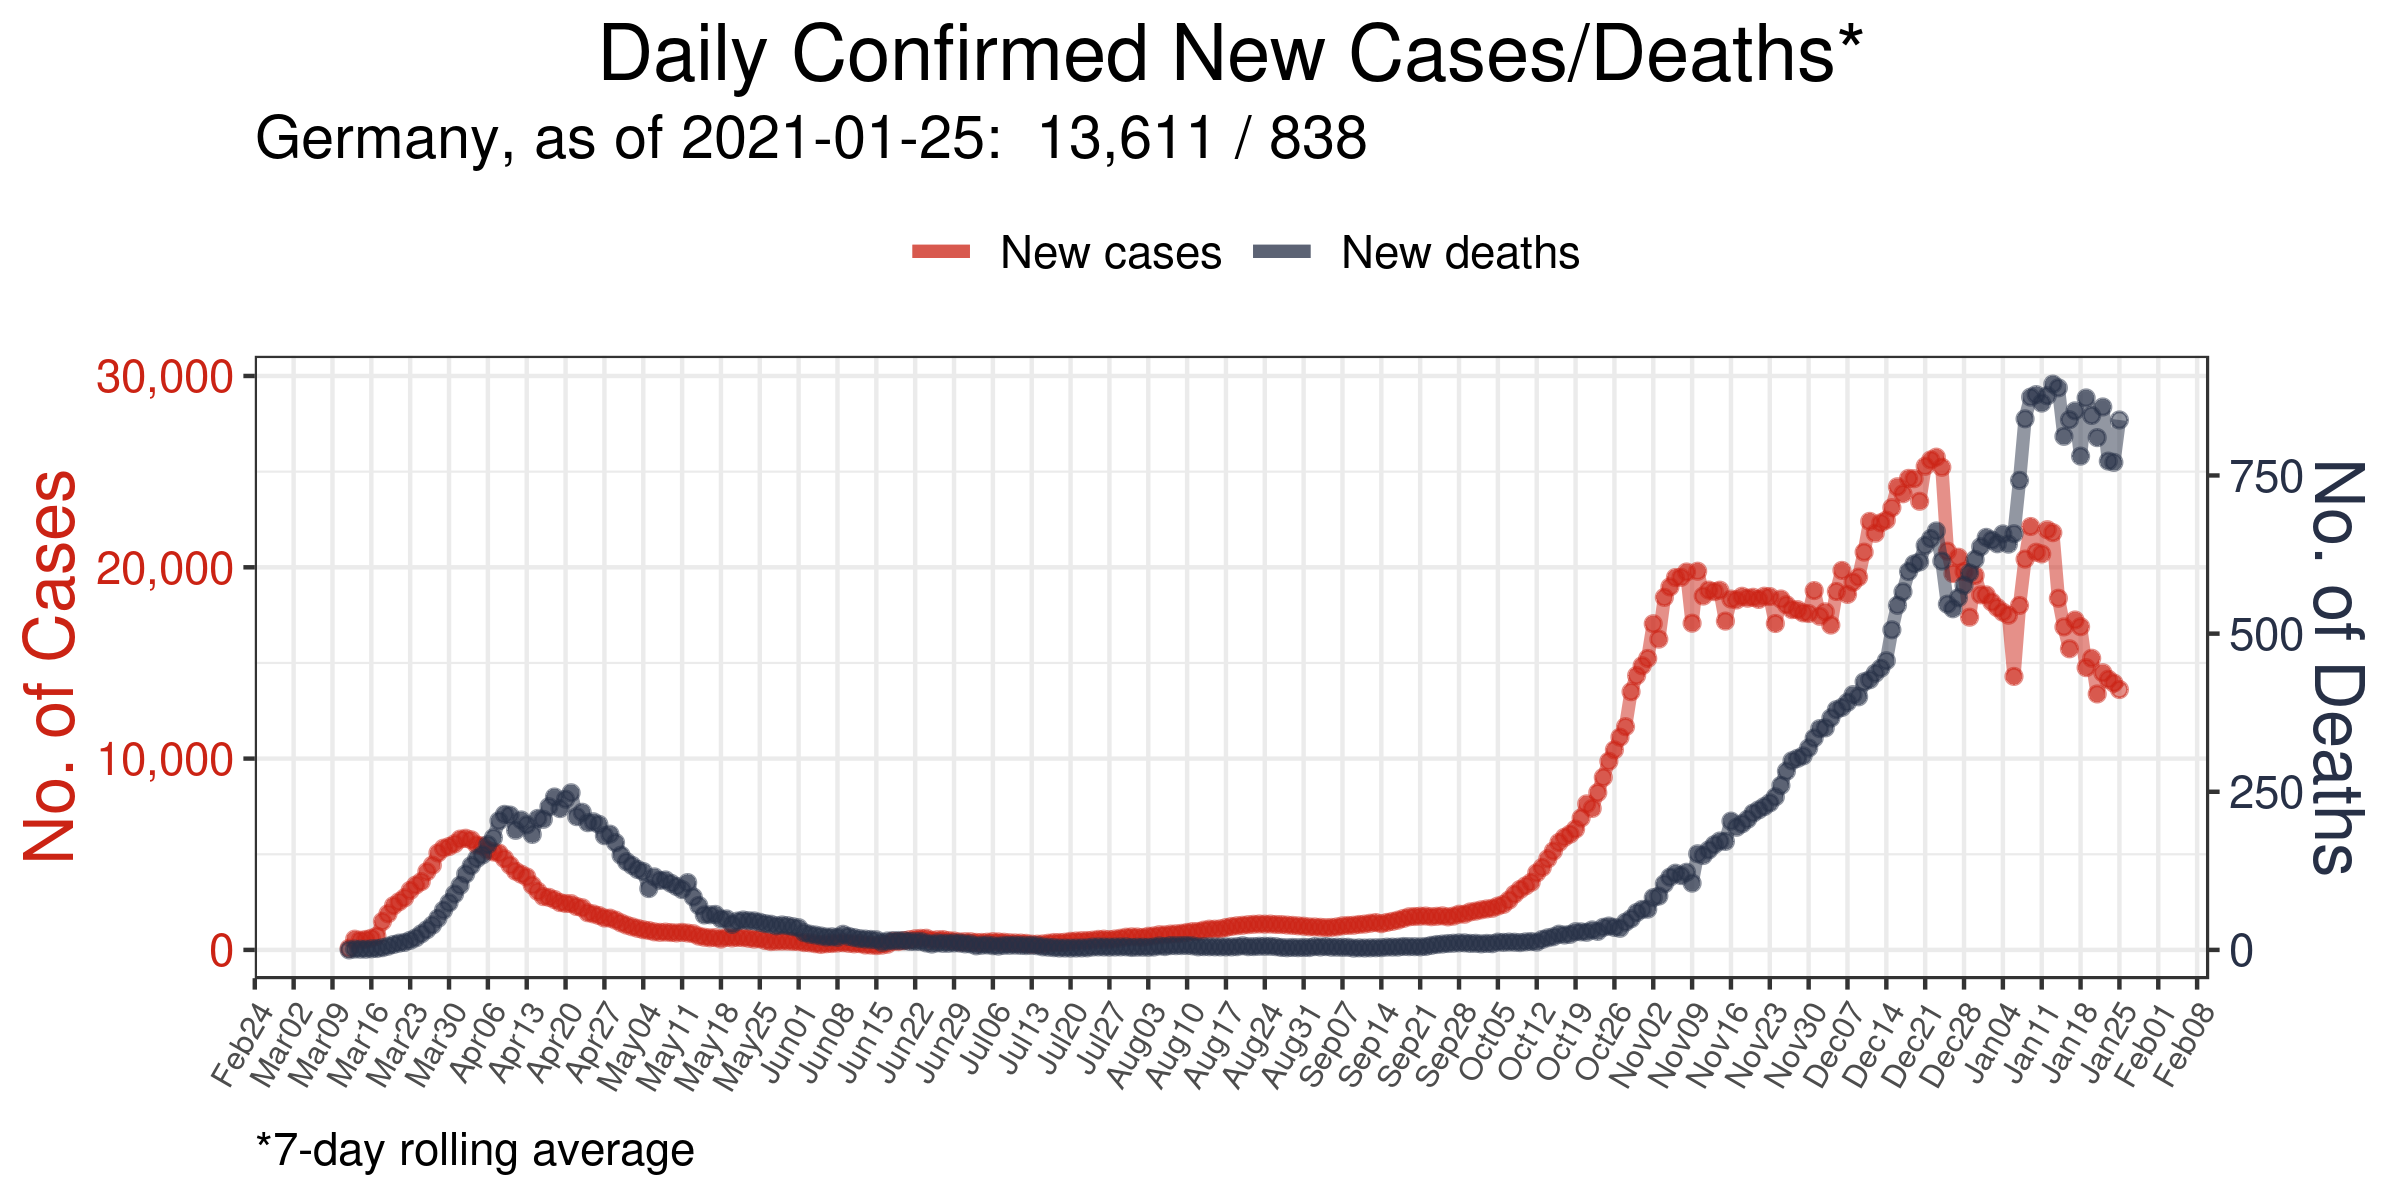 Daily Confirmed New Cases/Deaths*
Germany, as of 2021-01-25:  13,611 / 838
New cases
New deaths
No. of Cases
30,000
20,000
10,000
0
750
500
250
0
No. of Deaths
Feb24
Mar02
Mar09
Mar16
Mar23
Mar30
Apr06
Apr13
Apr20
Apr27
May04
May11
May18
May25
Jun01
Jun08
Jun15
Jun22
Jun29
Jul06
Jul13
Jul20
Jul27
Aug03
Aug10
Aug17
Aug24
Aug31
Sep07
Sep14
Sep21
Sep28
Oct05
Oct12
Oct19
Oct26
Nov02
Nov09
Nov16
Nov23
Nov30
Dec07
Dec14
Dec21
Dec28
Jan04
Jan11
Jan18
Jan25
Feb01
Feb08
*7-day rolling average